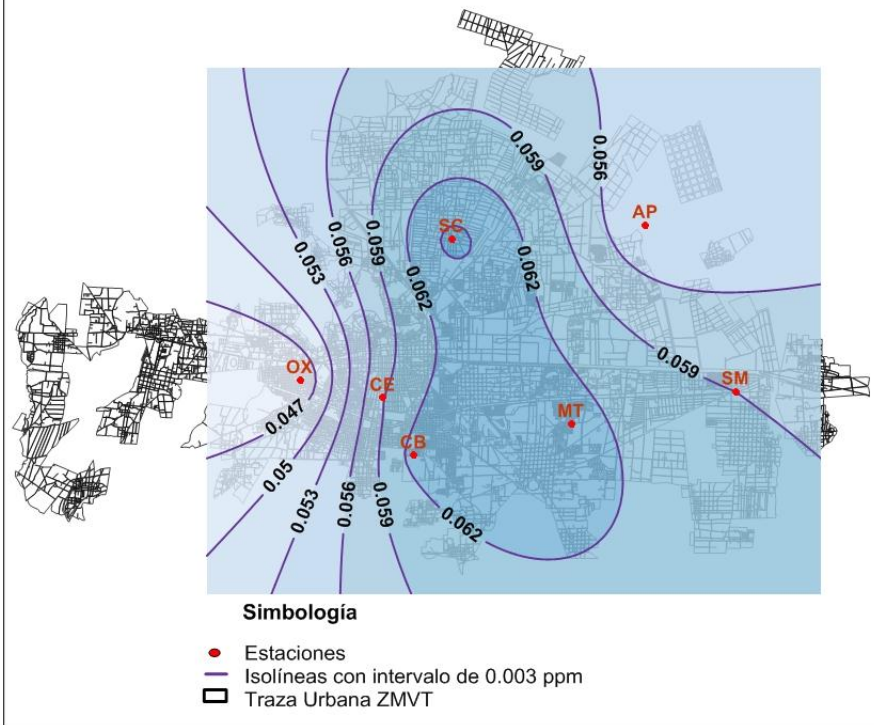 0.059
0.056
AP
SC
0.053
0.056
0.059
0.062
0.062
0.059
OX
CE
SM
MT
0.047
CB
0.05
0.053
0.056
0.059
0.062
Simbología
Estaciones
Isolíneas con intervalo de 0.003 ppm
Traza Urbana ZMVT